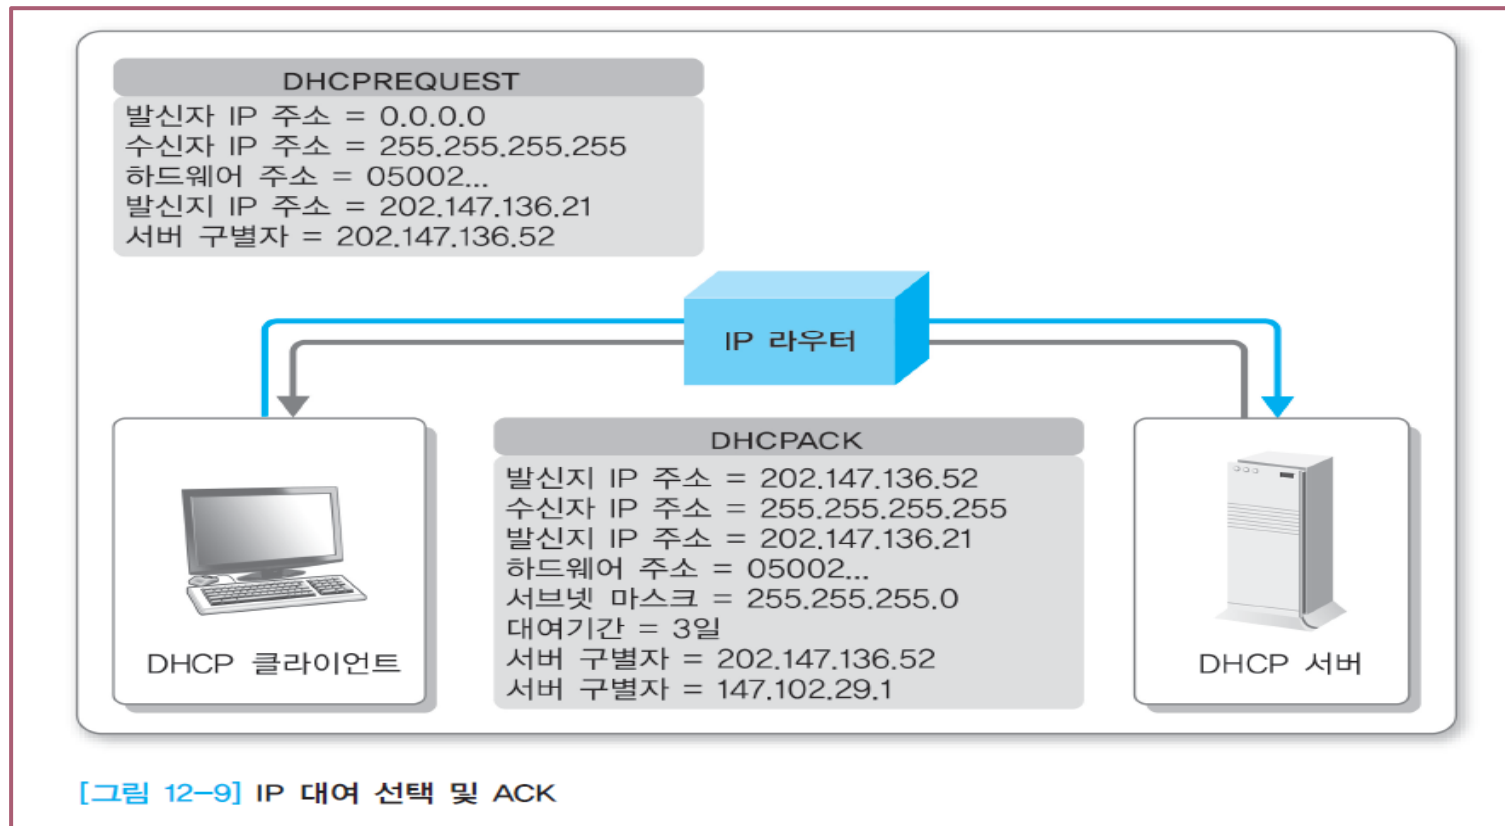 DHCPREQUEST
발신자 IP 주소 = 0.0.0.0
수신자 IP 주소 = 255.255.255.255
하드웨어 주소 = 05002...
발신지 IP 주소 = 202.147.136.21
서버 구별자 = 202.147.136.52
IP 라우터
DHCPACK
발신지 IP 주소 = 202.147.136.52
수신자 IP 주소 = 255.255.255.255
발신지 IP 주소 = 202.147.136.21
하드웨어 주소 = 05002...
서브넷 마스크 = 255.255.255.0
대여기간 = 3일
서버 구별자 = 202.147.136.52
서버 구별자 = 147.102.29.1
DHCP 클라이언트
DHCP 서버
[그림 12-9] IP 대여 선택 및 ACK